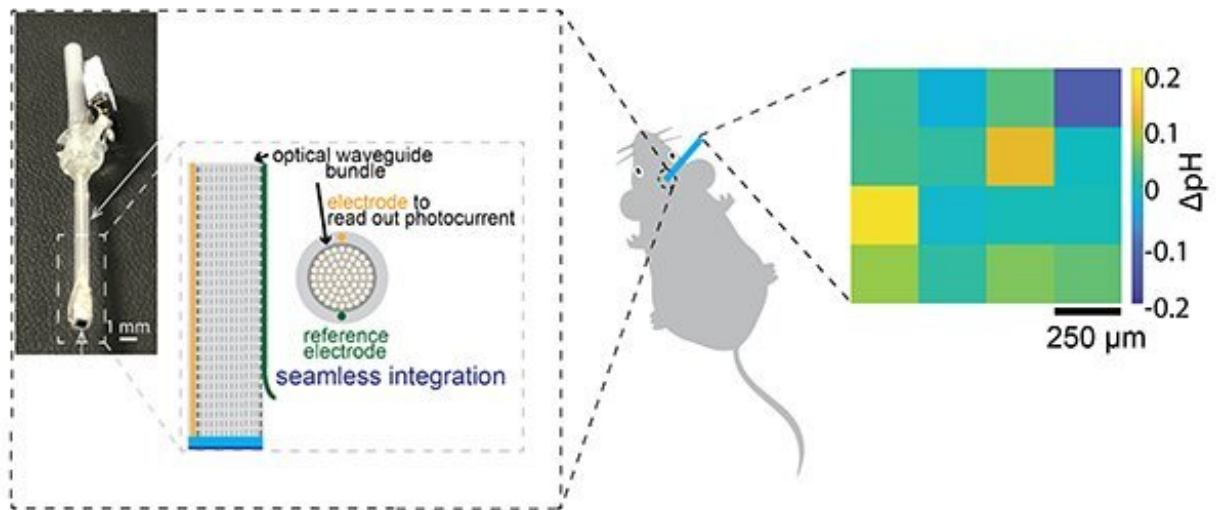 1 mm
optical waveguide
bundle
electrode to
read out photocurrent
reference
electrode
seamless integration
0.2
0.1
0
-0.1
-0.2
ΔpH
250 μm